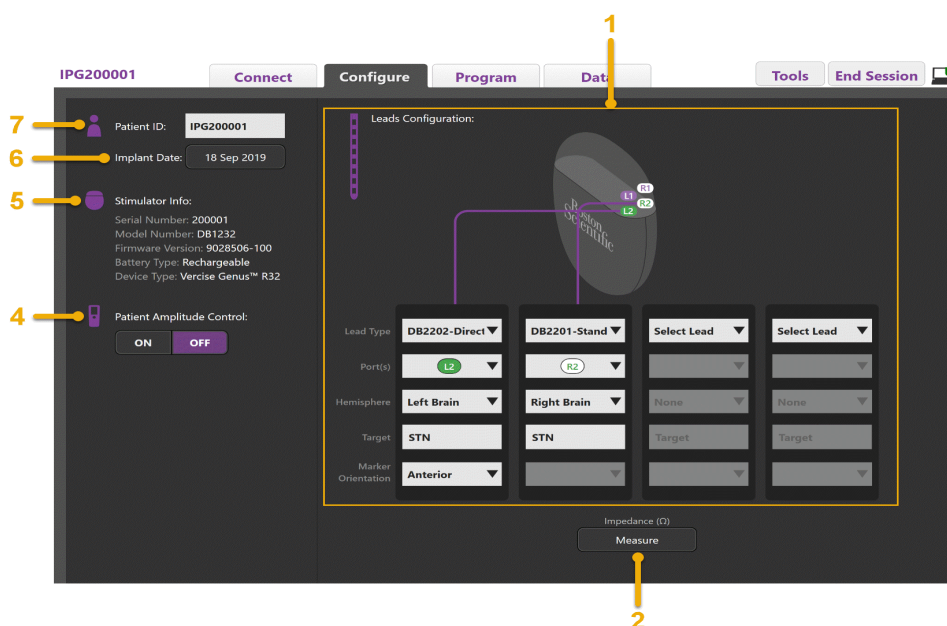 1
IPG200001
Connect
Configure
Program
Data
Tools
End Session
7
Patient ID:
IPG200001
Leads Configuration:
6
Implant Date:
18 Sep 2019
5
Stimulator Info:
Serial Number: 200001
Model Number: DB1232
Firmware Version: 9028506-100
Battery Type: Rechargeable
Device Type: Vercise Genus™ R32
R1
L1
R2
L2
Boston
Scientific
4
Patient Amplitude Control:
ON
OFF
Lead Type
DB2202-Direct
DB2201-Stand
Select Lead
Select Lead
Port(s)
L2
R2
Hemisphere
Left Brain
Right Brain
None
None
Target
STN
STN
Target
Target
Marker
Orientation
Anterior
Impedance (Ω)
Measure
2